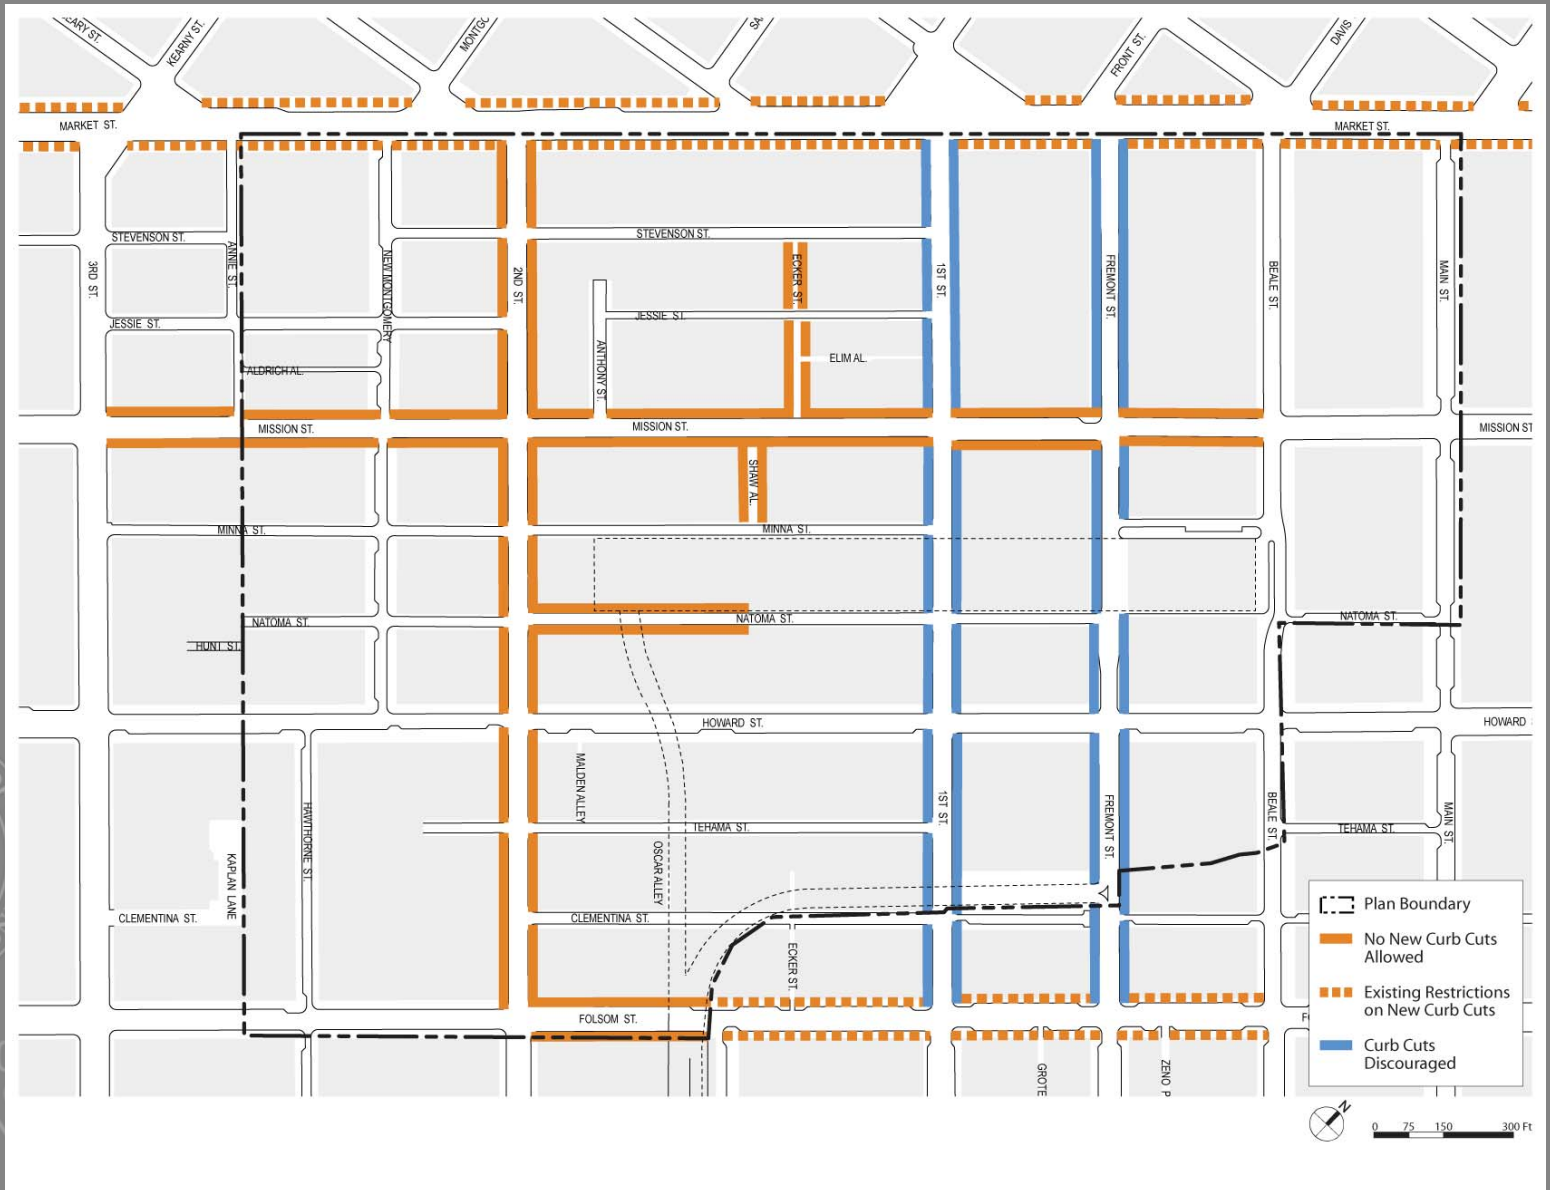 KEARNY ST.
FRONT ST.
DAVIS
MARKET ST.
MARKET ST.
STEVENSON ST.
STEVENSON ST.
3RD ST.
ANNIE ST.
NEW MONTGOMERY
2ND ST.
ECKER ST.
1ST ST.
FREMONT ST.
BEALE ST.
MAIN ST.
JESSIE ST.
JESSIE ST.
ANTHONY ST.
ELIM AL.
ALDRICH AL.
MISSION ST.
MISSION ST.
MISSION ST
SHAW AL.
MINNA ST.
MINNA ST.
NATOMA ST.
NATOMA ST.
NATOMA ST.
HUNT ST.
HOWARD ST.
HOWARD
MALDEN ALLEY
HAWTHORNE ST.
1ST ST.
FREMONT ST.
BEALE ST.
MAIN ST.
TEHAMA ST.
TEHAMA ST.
OSCAR ALLEY
KAPLAN LANE
CLEMENTINA ST.
CLEMENTINA ST.
ECKER ST.
FOLSOM ST.
GROTE
ZENO P
Plan Boundary
No New Curb Cuts
Allowed
Existing Restrictions
on New Curb Cuts
Curb Cuts
Discouraged
N
0 75 150 300 Ft